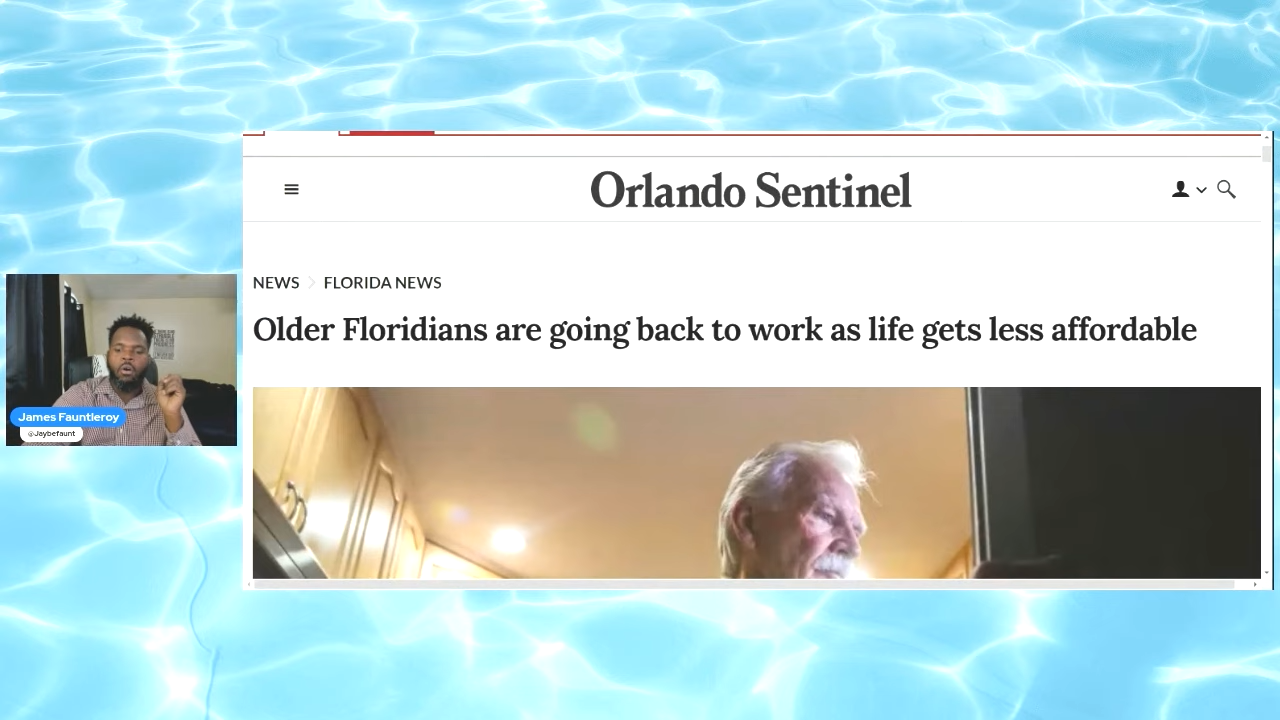 Orlando Sentinel
NEWS
FLORIDA NEWS
Older Floridians are going back to work as life gets less affordable
James Fauntleroy
@Jaybefaunt